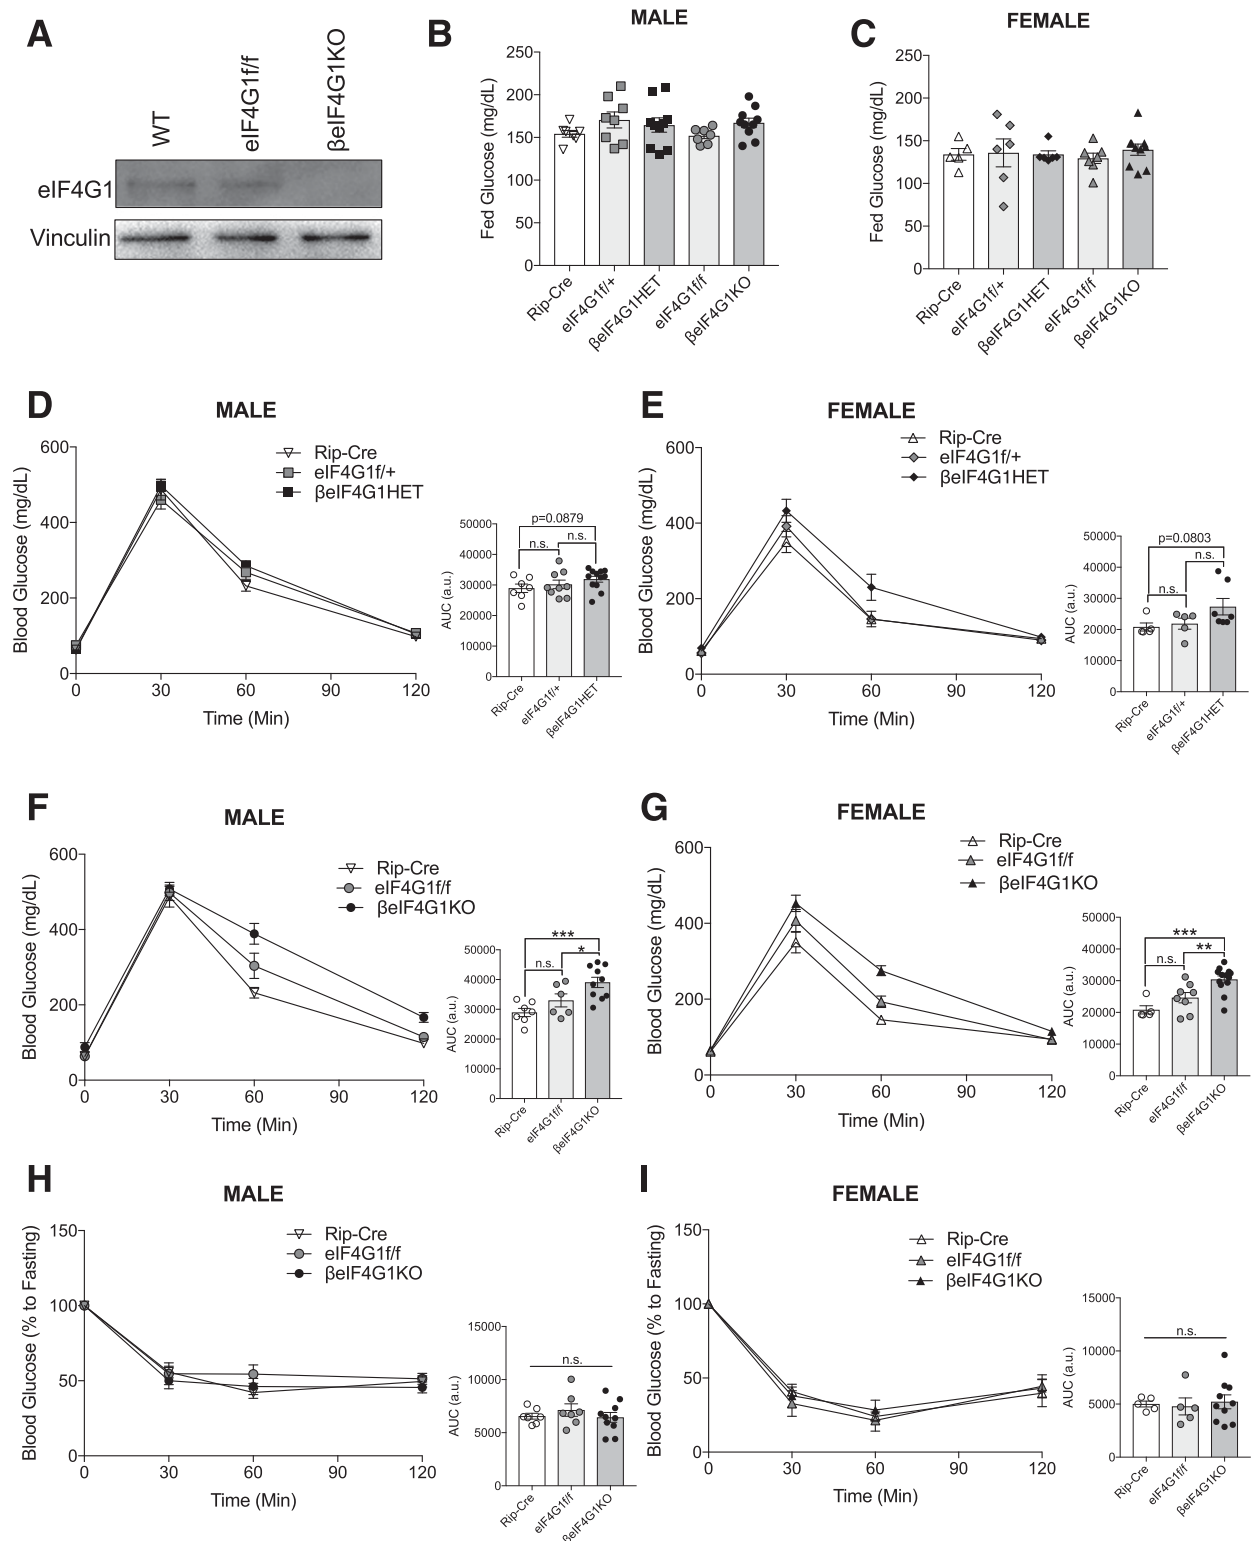 A
WT
eIF4G1f/f
βeIF4G1KO
eIF4G1
Vinculin
B
MALE
Fed Glucose (mg/dL)
250
200
150
100
50
0
Rip-Cre
eIF4G1f/+
βeIF4G1HET
eIF4G1f/f
βeIF4G1KO
C
FEMALE
Fed Glucose (mg/dL)
250
200
150
100
50
0
Rip-Cre
eIF4G1f/+
βeIF4G1HET
eIF4G1f/f
βeIF4G1KO
D
MALE
Blood Glucose (mg/dL)
600
400
200
0
0 30 60 90 120
Time (Min)
Rip-Cre
eIF4G1f/+
βeIF4G1HET
AUC (a.u.)
50000
40000
30000
20000
10000
0
p=0.0879
n.s. n.s.
Rip-Cre
eIF4G1f/+
βeIF4G1HET
E
FEMALE
Blood Glucose (mg/dL)
600
400
200
0
0 30 60 90 120
Time (Min)
Rip-Cre
eIF4G1f/+
βeIF4G1HET
AUC (a.u.)
50000
40000
30000
20000
10000
0
p=0.0803
n.s.
n.s.
Rip-Cre
eIF4G1f/+
βeIF4G1HET
F
MALE
Blood Glucose (mg/dL)
600
400
200
0
0 30 60 90 120
Time (Min)
Rip-Cre
eIF4G1f/f
βeIF4G1KO
AUC (a.u.)
50000
40000
30000
20000
10000
0
***
*
n.s.
Rip-Cre
eIF4G1f/f
βeIF4G1KO
G
FEMALE
Blood Glucose (mg/dL)
600
400
200
0
0 30 60 90 120
Time (Min)
Rip-Cre
eIF4G1f/f
βeIF4G1KO
AUC (a.u.)
50000
40000
30000
20000
10000
0
***
**
n.s.
Rip-Cre
eIF4G1f/f
βeIF4G1KO
H
MALE
Blood Glucose (% to Fasting)
150
100
50
0
0 30 60 90 120
Time (Min)
Rip-Cre
eIF4G1f/f
βeIF4G1KO
AUC (a.u.)
15000
10000
5000
0
n.s.
Rip-Cre
eIF4G1f/f
βeIF4G1KO
I
FEMALE
Blood Glucose (% to Fasting)
150
100
50
0
0 30 60 90 120
Time (Min)
Rip-Cre
eIF4G1f/f
βeIF4G1KO
AUC (a.u.)
15000
10000
5000
0
n.s.
Rip-Cre
eIF4G1f/f
βeIF4G1KO